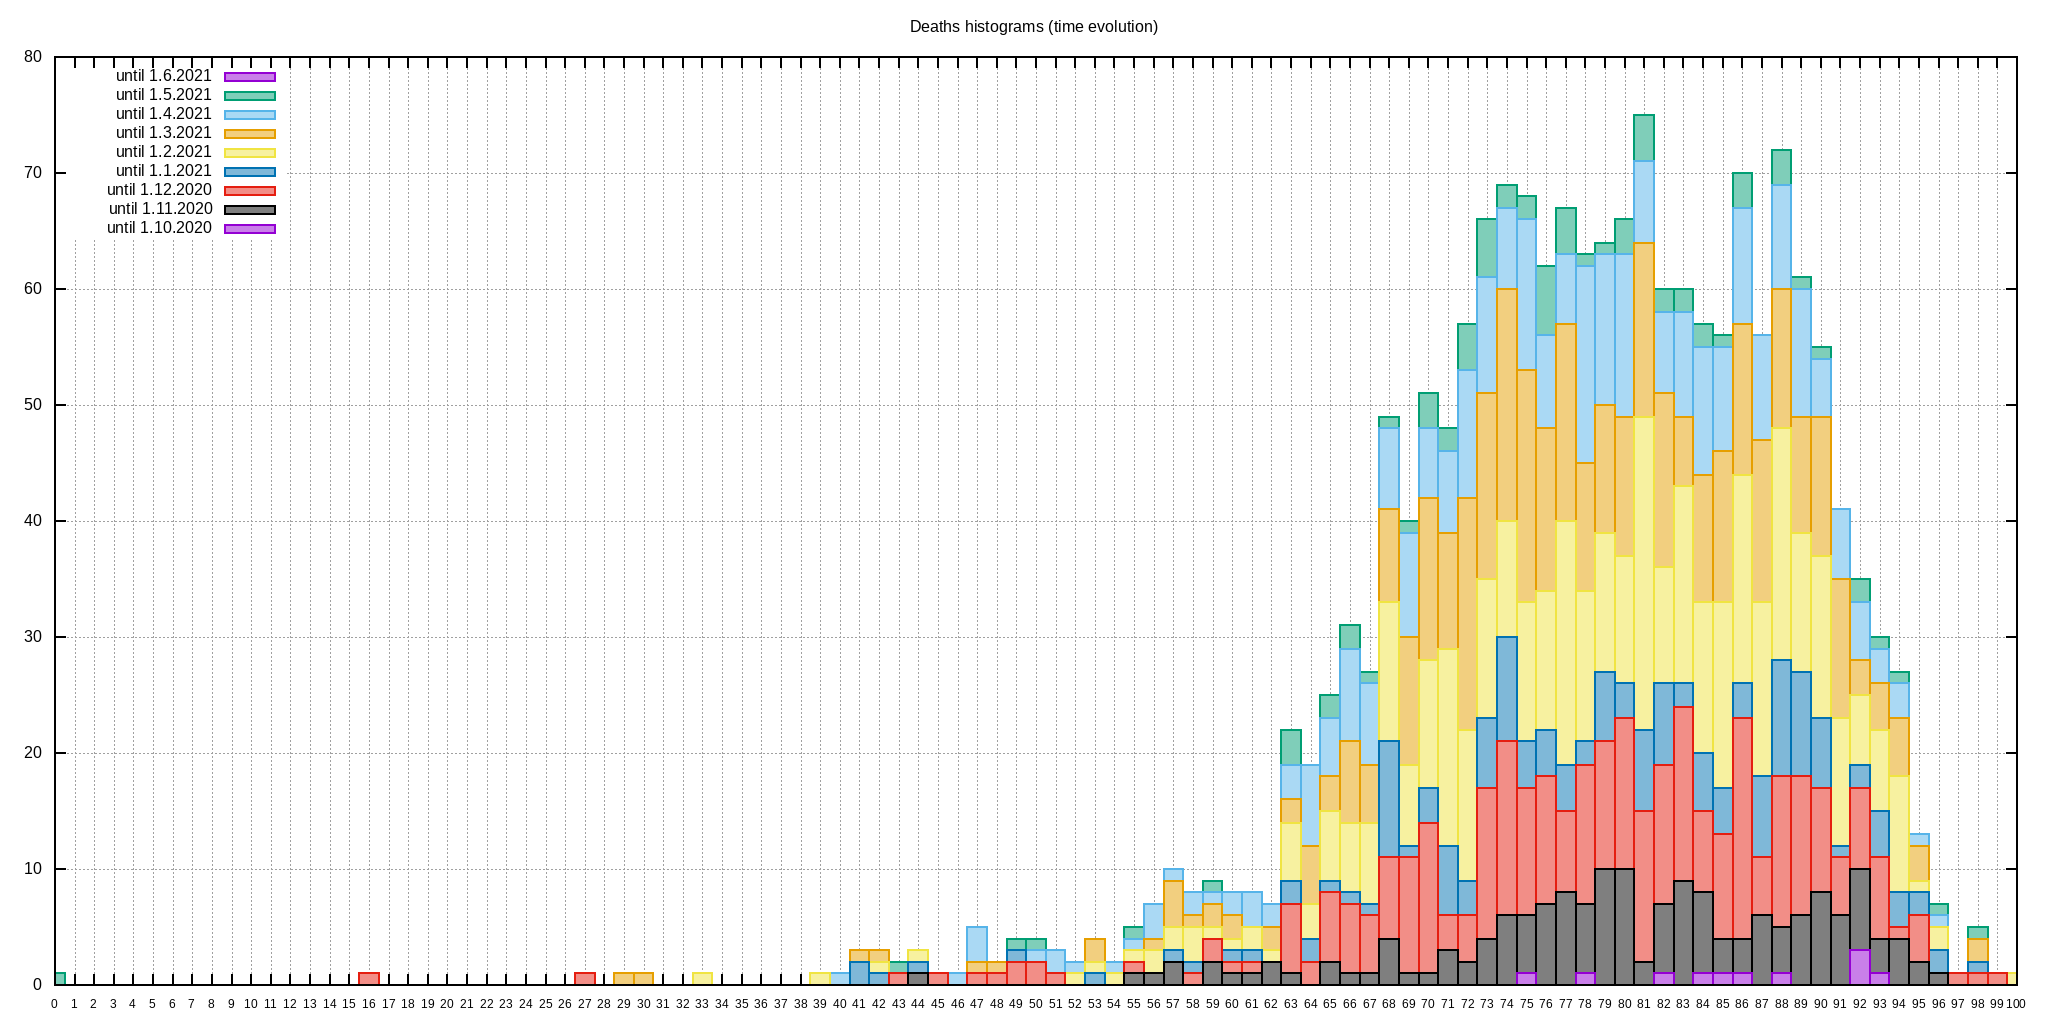 Deaths histograms (time evolution)
80
70
60
50
40
30
20
10
0
until 1.6.2021
until 1.5.2021
until 1.4.2021
until 1.3.2021
until 1.2.2021
until 1.1.2021
until 1.12.2020
until 1.11.2020
until 1.10.2020
0 1 2 3 4 5 6 7 8 9 10 11 12 13 14 15 16 17 18 19 20 21 22 23 24 25 26 27 28 29 30 31 32 33 34 35 36 37 38 39 40 41 42 43 44 45 46 47 48 49 50 51 52 53 54 55 56 57 58 59 60 61 62 63 64 65 66 67 68 69 70 71 72 73 74 75 76 77 78 79 80 81 82 83 84 85 86 87 88 89 90 91 92 93 94 95 96 97 98 99 100